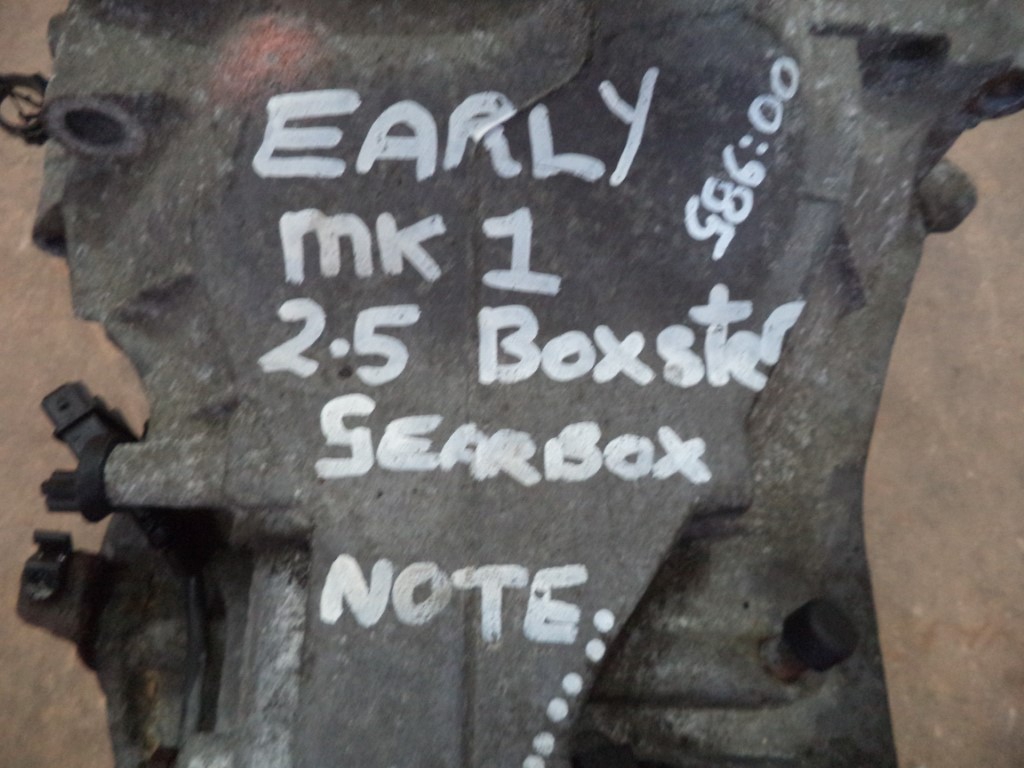 EARLY
MK 1
2.5 Boxster
GEARBOX
NOTE.
986:00